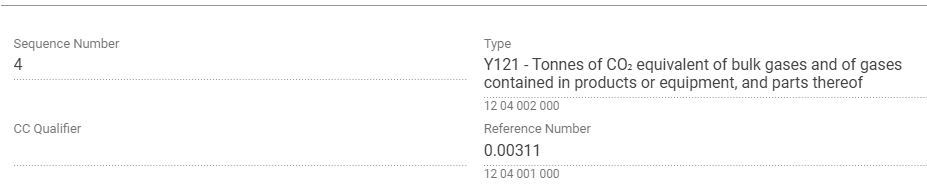 Sequence Number
4
Type
Y121 - Tonnes of CO₂ equivalent of bulk gases and of gases
contained in products or equipment, and parts thereof
12 04 002 000
CC Qualifier
Reference Number
0.00311
12 04 001 000